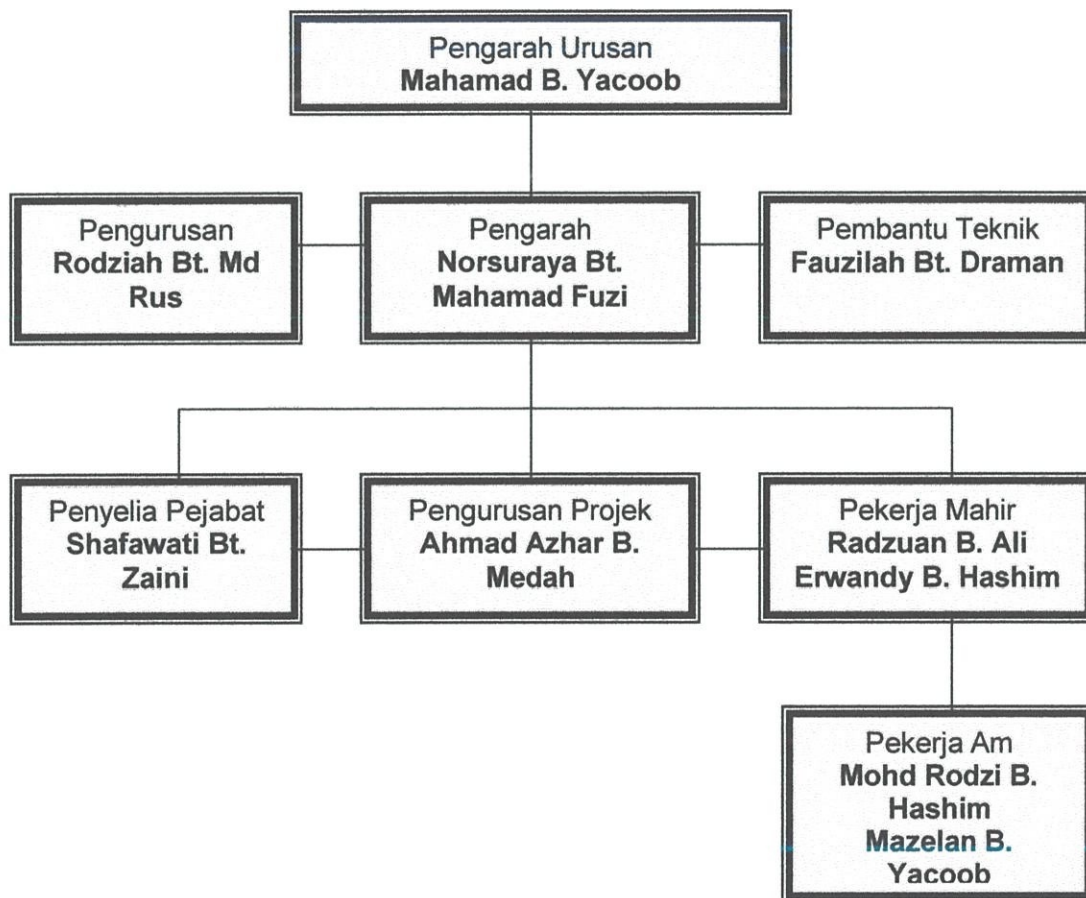 Pengarah Urusan
Mahamad B. Yacoob
Pengurusan
Rodziah Bt. Md
Rus
Pengarah
Norsuraya Bt.
Mahamad Fuzi
Pembantu Teknik
Fauzilah Bt. Draman
Penyelia Pejabat
Shafawati Bt.
Zaini
Pengurusan Projek
Ahmad Azhar B.
Medah
Pekerja Mahir
Radzuan B. Ali
Erwandy B. Hashim
Pekerja Am
Mohd Rodzi B.
Hashim
Mazelan B.
Yacoob